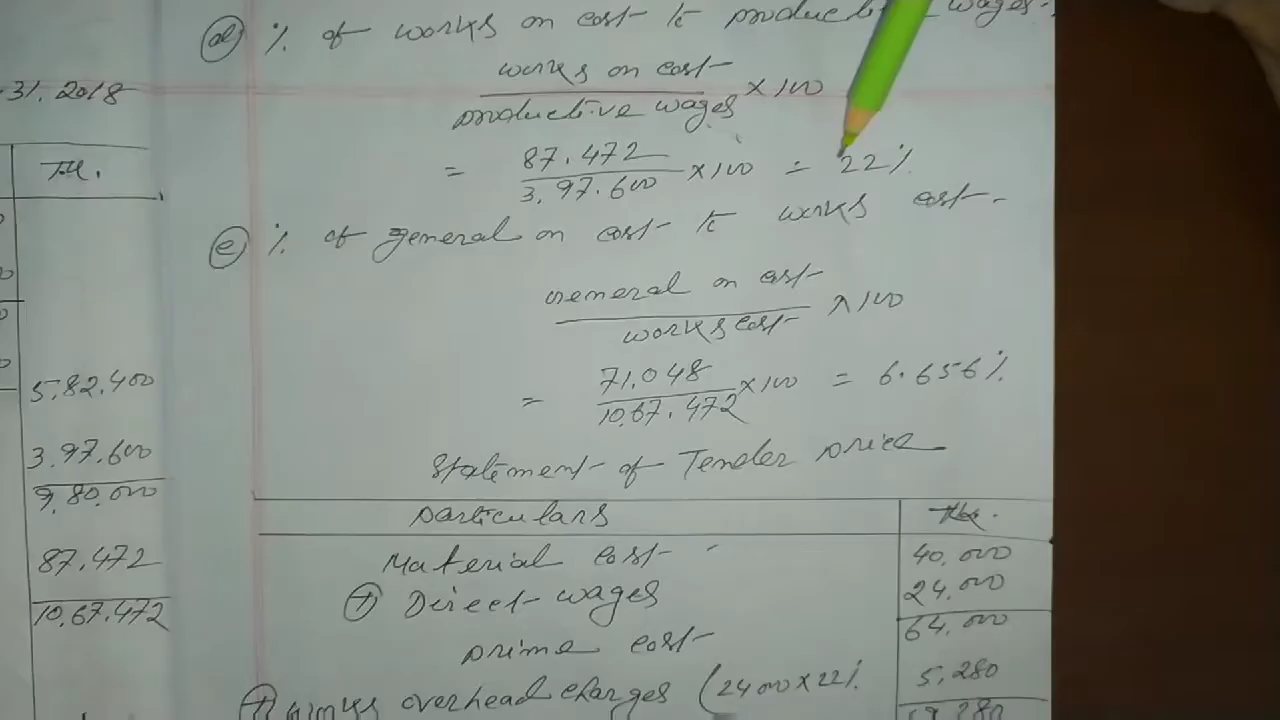 31.2018
Tk.
5,82,400
3,97,600
9,80,000
87,472
10,67,472
(d) % of works on cost to wages.
works on cost
productive wages × 100
= 87,472
3,97,600 × 100 = 22%
(e) % of general on cost to works cost.
General on cost
works cost × 100
= 71,048
10,67,472 × 100 = 6.656%
Statement of Tender price
particulars Tk.
Material cost 40,000
(+) Direct wages 24,000
prime cost 64,000
(+) works overhead charges (24000×22% 5,280